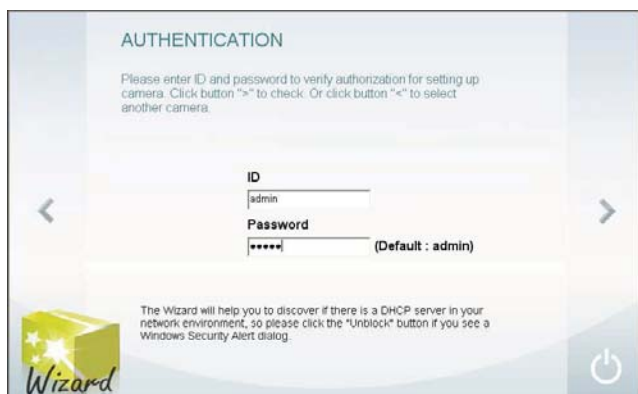 AUTHENTICATION
Please enter ID and password to verify authorization for setting up
camera. Click button ">" to check. Or click button "<" to select
another camera.
ID
admin
Password
•••••
(Default : admin)
The Wizard will help you to discover if there is a DHCP server in your
network environment, so please click the "Unblock" button if you see a
Windows Security Alert dialog.
Wizard